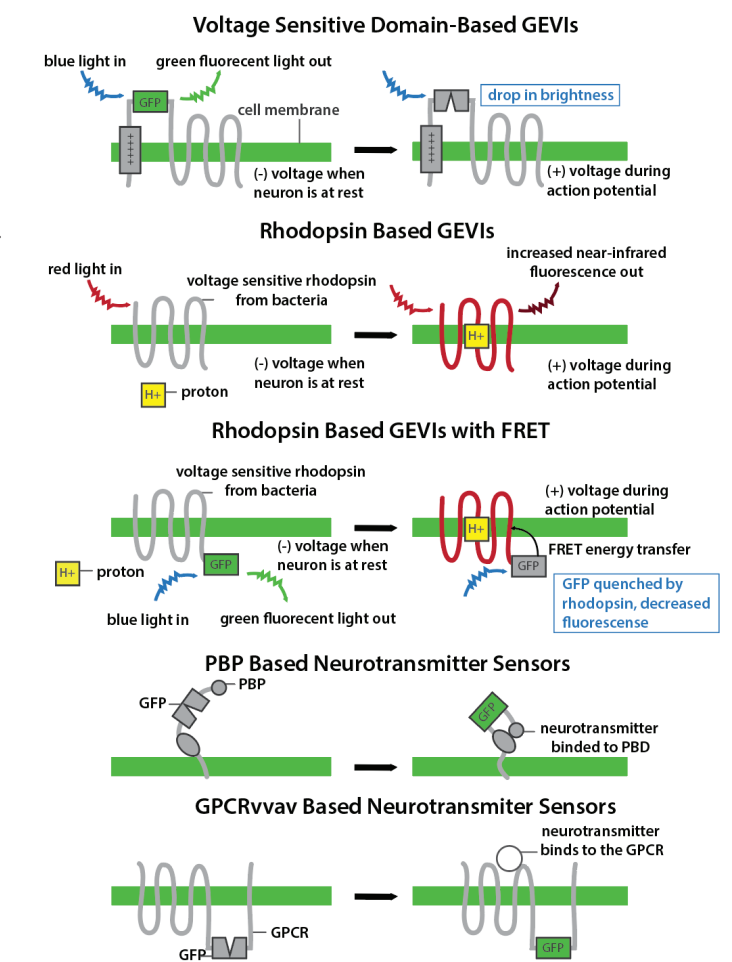 Voltage Sensitive Domain-Based GEVIs
blue light in
green fluorecent light out
GFP
drop in brightness
cell membrane
++++
++++
(-) voltage when
neuron is at rest
(+) voltage during
action potential
Rhodopsin Based GEVIs
red light in
increased near-infrared
fluorescence out
voltage sensitive rhodopsin
from bacteria
H+
(-) voltage when
neuron is at rest
(+) voltage during
action potential
H+
proton
Rhodopsin Based GEVIs with FRET
voltage sensitive rhodopsin
from bacteria
(+) voltage during
action potential
H+
(-) voltage when
neuron is at rest
FRET energy transfer
H+
proton
GFP
GFP
GFP quenched by
rhodopsin, decreased
fluorescense
blue light in
green fluorecent light out
PBP Based Neurotransmitter Sensors
PBP
GFP
GFP
neurotransmitter
binded to PBD
GPCRvvav Based Neurotransmiter Sensors
neurotransmitter
binds to the GPCR
GPCR
GFP
GFP